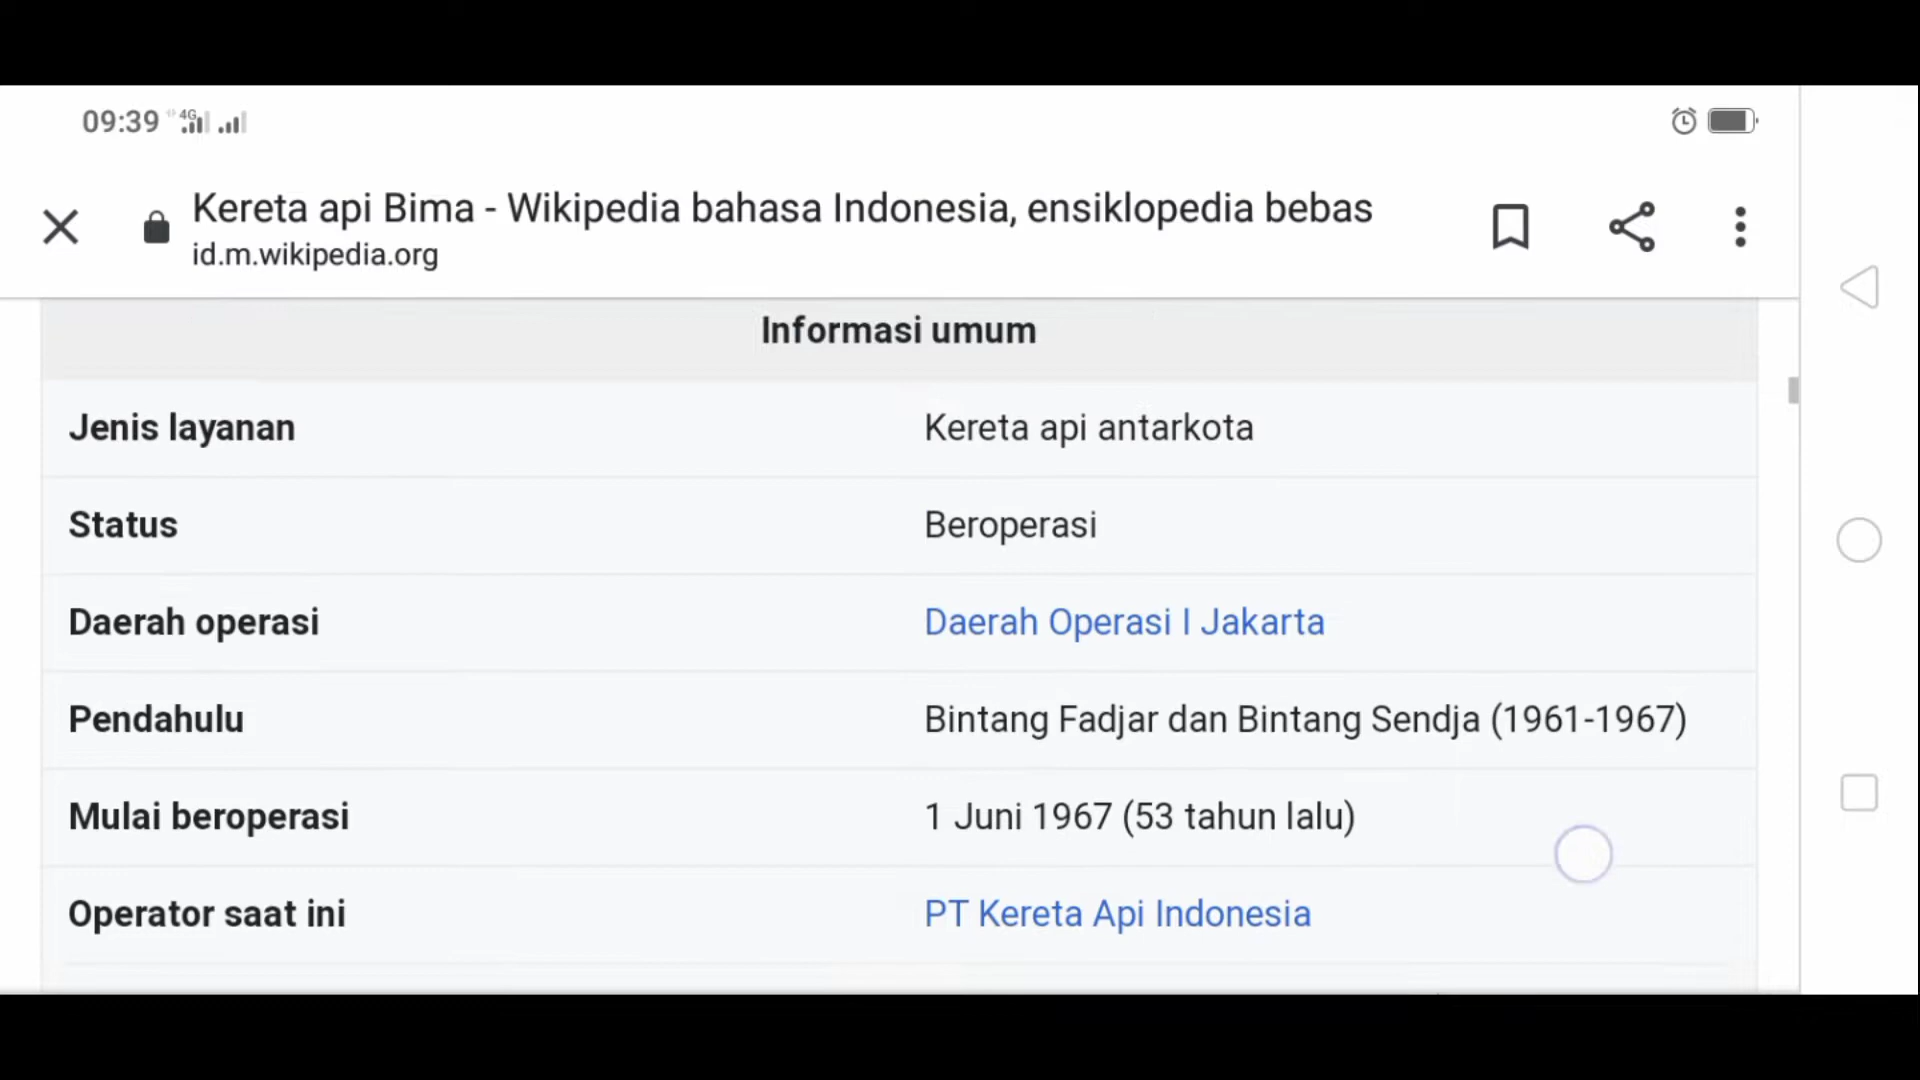 09:39 4G
Kereta api Bima - Wikipedia bahasa Indonesia, ensiklopedia bebas
id.m.wikipedia.org
Informasi umum
Jenis layanan Kereta api antarkota
Status Beroperasi
Daerah operasi Daerah Operasi I Jakarta
Pendahulu Bintang Fadjar dan Bintang Sendja (1961-1967)
Mulai beroperasi 1 Juni 1967 (53 tahun lalu)
Operator saat ini PT Kereta Api Indonesia